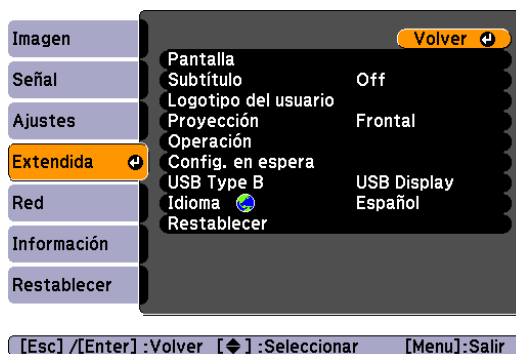 Imagen
Señal
Ajustes
Extendida
Red
Información
Restablecer
Volver
Pantalla
Subtítulo Off
Logotipo del usuario
Proyección Frontal
Operación
Config. en espera
USB Type B USB Display
Idioma Español
Restablecer
[Esc] /[Enter] :Volver [◆] :Seleccionar [Menu]:Salir